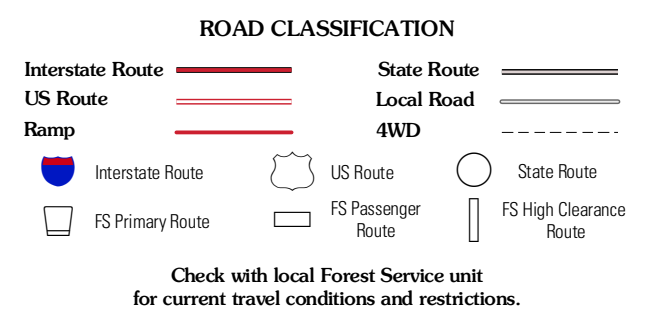 ROAD CLASSIFICATION
Interstate Route
State Route
US Route
Local Road
Ramp
4WD
Interstate Route
US Route
State Route
FS Primary Route
FS Passenger
Route
FS High Clearance
Route
Check with local Forest Service unit
for current travel conditions and restrictions.